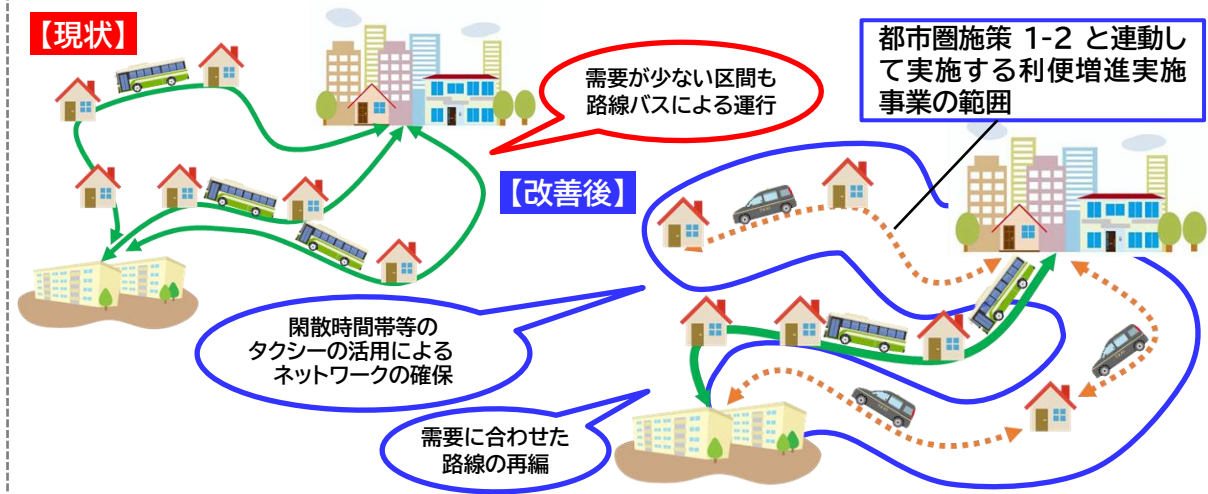 【現状】
需要が少ない区間も
路線バスによる運行
都市圏施策 1-2 と連動し
て実施する利便増進実施
事業の範囲
【改善後】
閑散時間帯等の
タクシーの活用による
ネットワークの確保
需要に合わせた
路線の再編